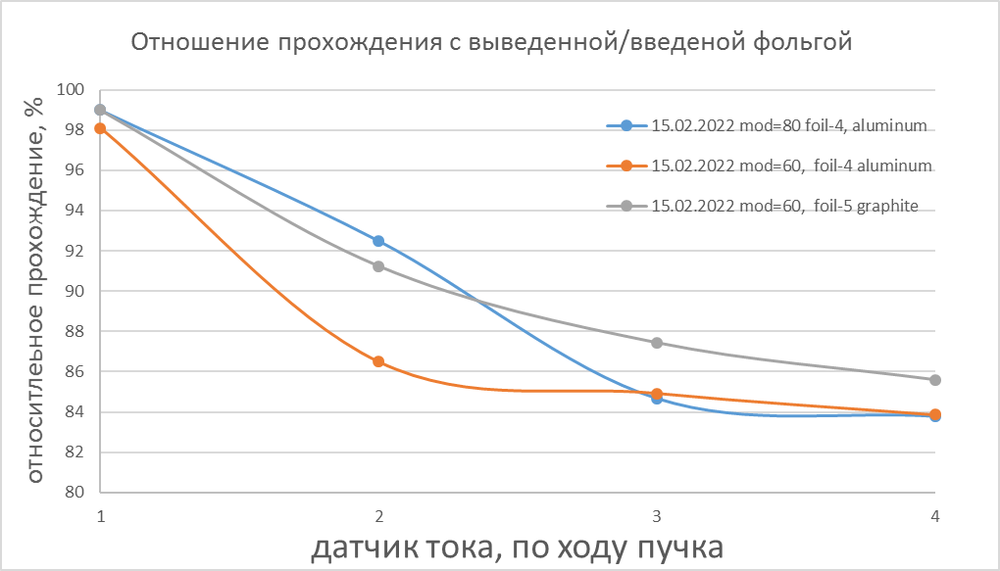 Отношение прохождения с выведенной/введеной фольгой
относитлеьное прохождение, %
100
98
96
94
92
90
88
86
84
82
80
15.02.2022 mod=80 foil-4, aluminum
15.02.2022 mod=60, foil-4 aluminum
15.02.2022 mod=60, foil-5 graphite
1 2 3 4
датчик тока, по ходу пучка